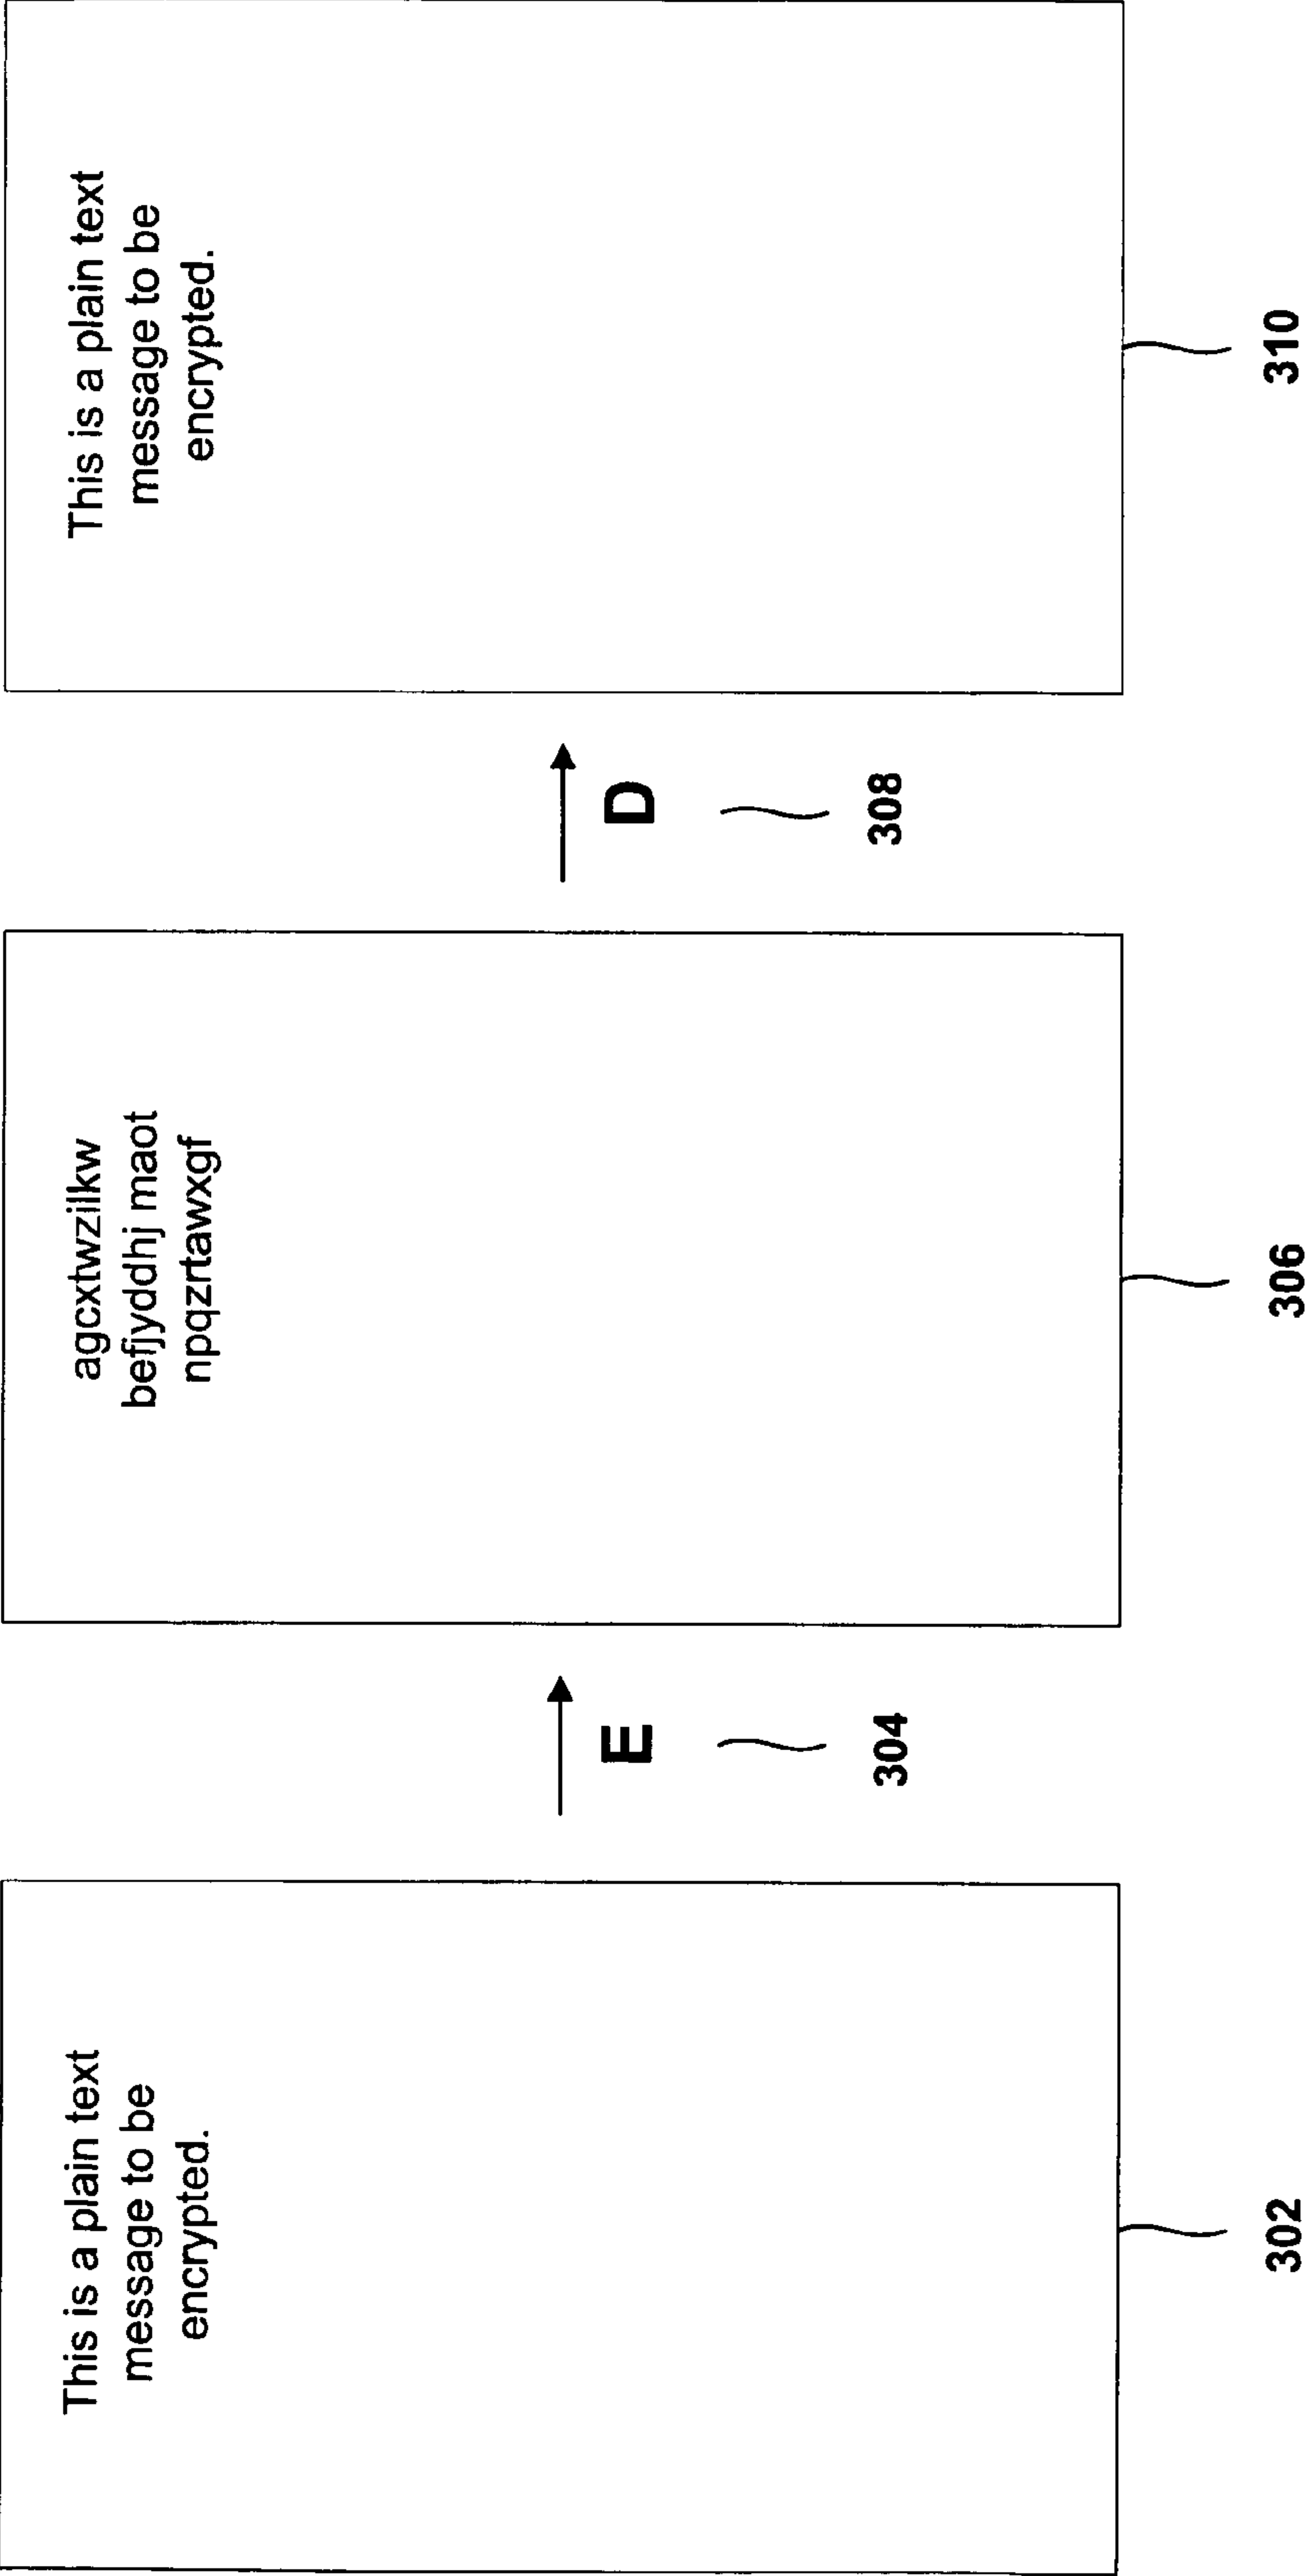 This is a plain text
message to be
encrypted.
302
E
304
agcxtwzilkw
befjyddhj maot
npqzrtawxgf
306
D
308
This is a plain text
message to be
encrypted.
310